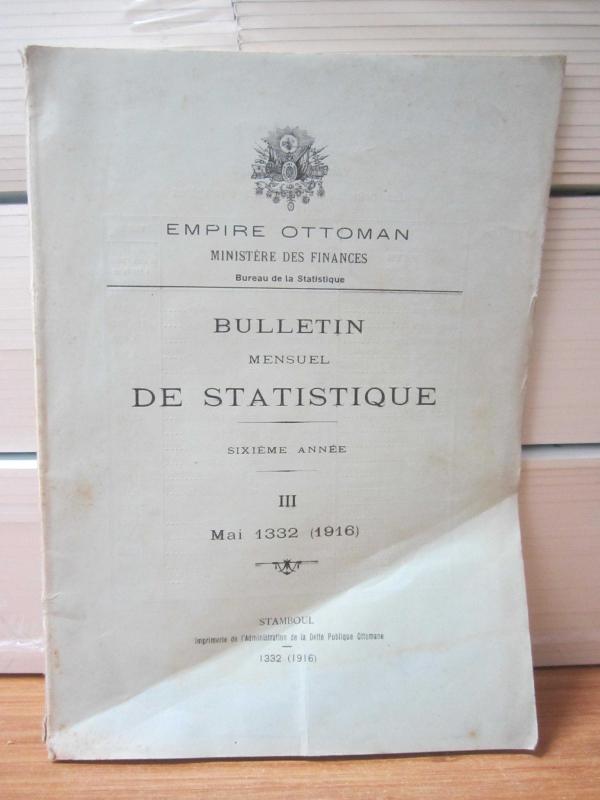 EMPIRE OTTOMAN
MINISTÈRE DES FINANCES
Bureau de la Statistique
BULLETIN
MENSUEL
DE STATISTIQUE
SIXIÈME ANNÉE
III
Mai 1332 (1916)
STAMBOUL
Imprimerie de l'Administration de la Dette Publique Ottomane
1332 (1916)